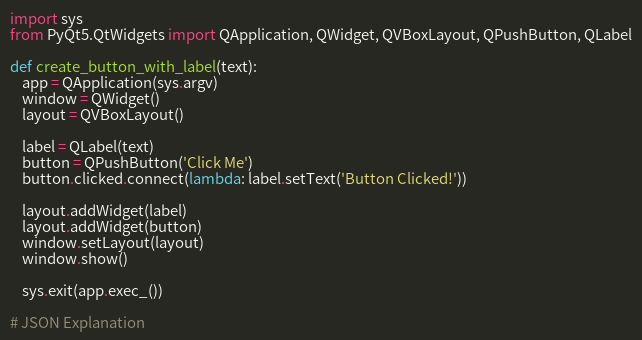 import sys
from PyQt5.QtWidgets import QApplication, QWidget, QVBoxLayout, QPushButton, QLabel

def create_button_with_label(text):
    app = QApplication(sys.argv)
    window = QWidget()
    layout = QVBoxLayout()

    label = QLabel(text)
    button = QPushButton('Click Me')
    button.clicked.connect(lambda: label.setText('Button Clicked!'))

    layout.addWidget(label)
    layout.addWidget(button)
    window.setLayout(layout)
    window.show()

    sys.exit(app.exec_())

# JSON Explanation